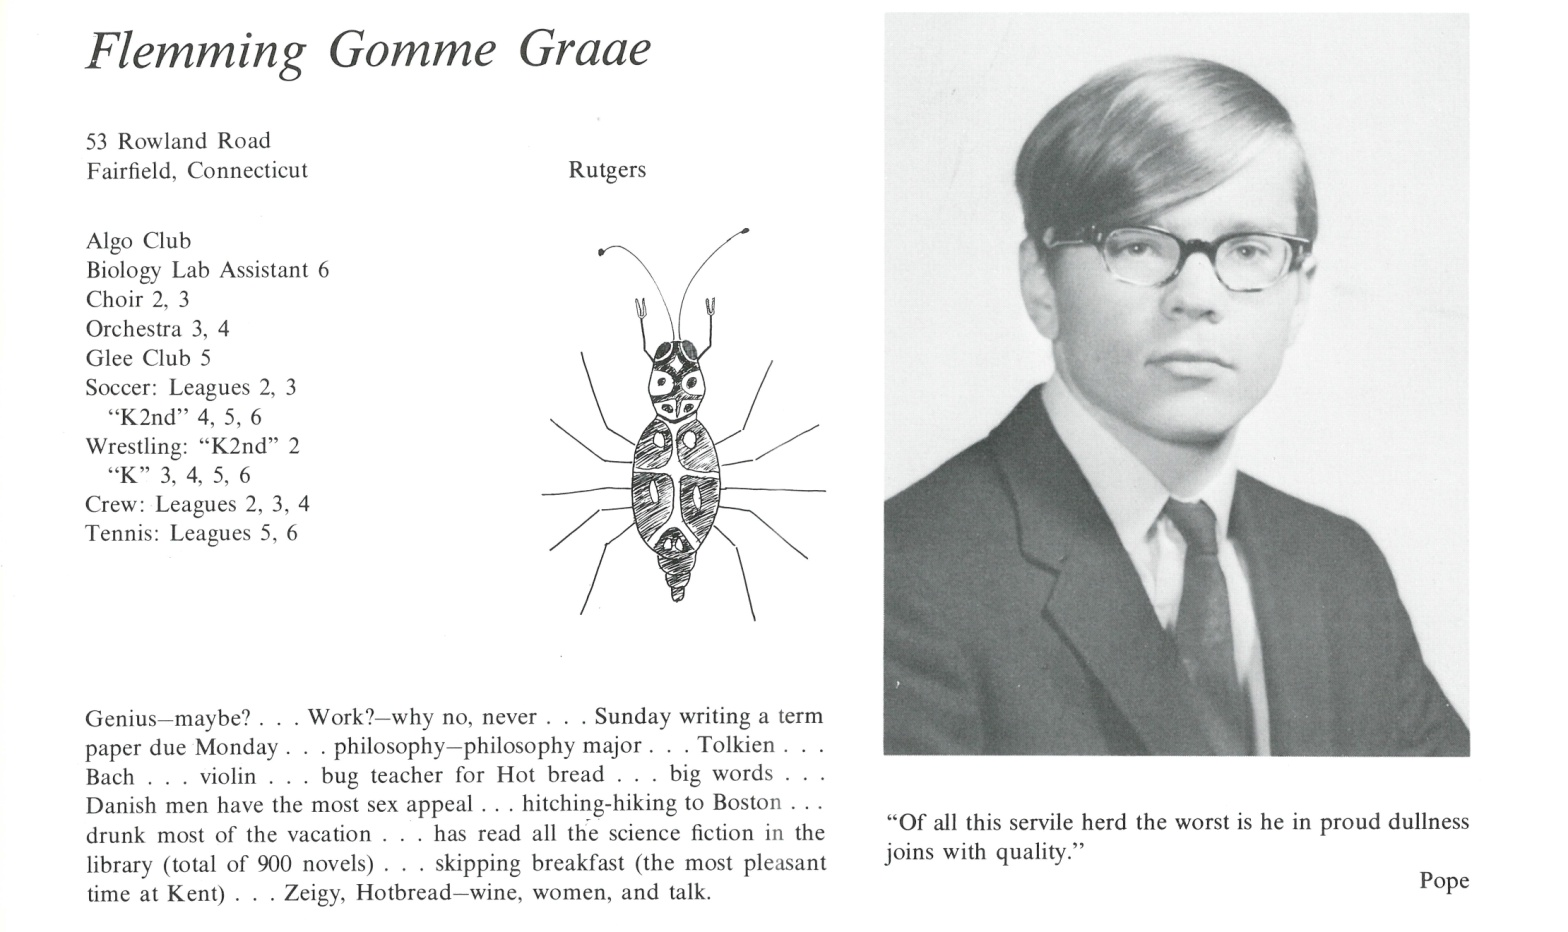 Flemming Gomme Graae
53 Rowland Road
Fairfield, Connecticut
Rutgers
Algo Club
Biology Lab Assistant 6
Choir 2, 3
Orchestra 3, 4
Glee Club 5
Soccer: Leagues 2, 3
“K2nd” 4, 5, 6
Wrestling: “K2nd” 2
“K” 3, 4, 5, 6
Crew: Leagues 2, 3, 4
Tennis: Leagues 5, 6
Genius—maybe? . . . Work?—why no, never . . . Sunday writing a term
paper due Monday . . . philosophy—philosophy major . . . Tolkien . . .
Bach . . . violin . . . bug teacher for Hot bread . . . big words . . .
Danish men have the most sex appeal . . . hitching-hiking to Boston . . .
drunk most of the vacation . . . has read all the science fiction in the
library (total of 900 novels) . . . skipping breakfast (the most pleasant
time at Kent) . . . Zeigy, Hotbread—wine, women, and talk.
“Of all this servile herd the worst is he in proud dullness
joins with quality.”
Pope